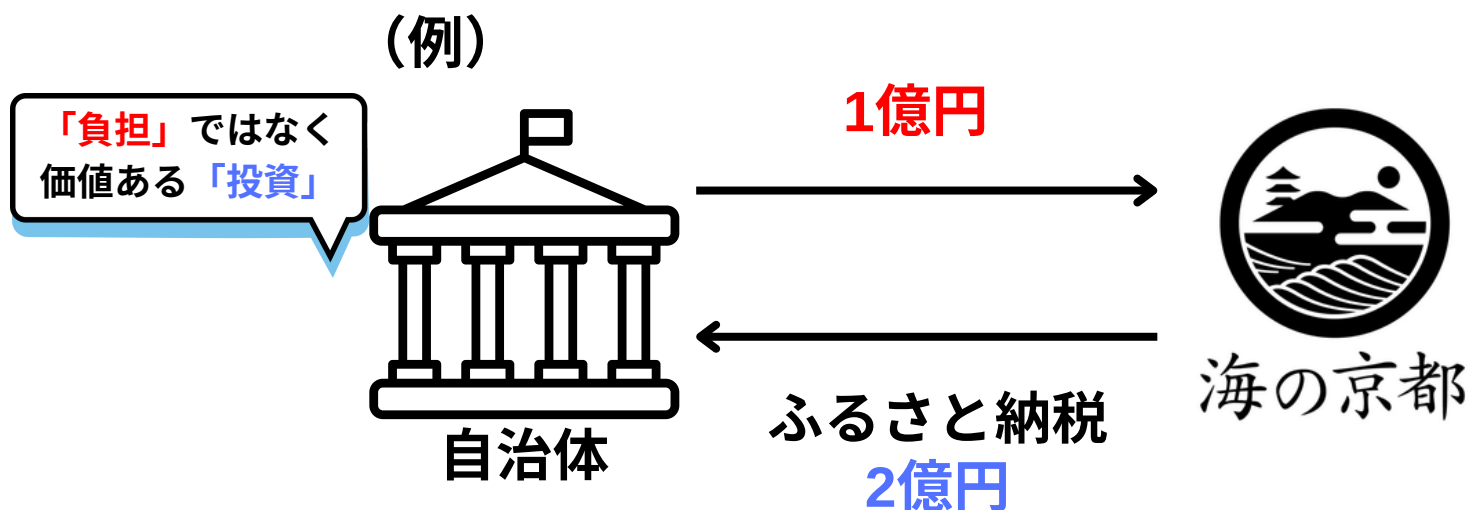 （例）
「負担」ではなく
価値ある「投資」
1億円
自治体
ふるさと納税
2億円
海の京都